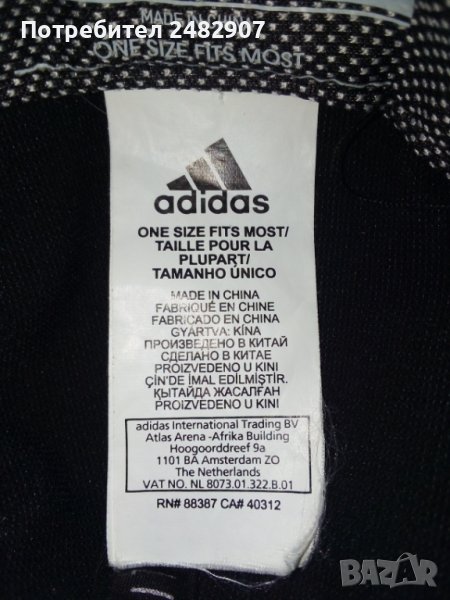 Потребител 2482907
MADE IN
ONE SIZE FITS MOST
adidas
ONE SIZE FITS MOST/
TAILLE POUR LA
PLUPART/
TAMANHO ÚNICO
MADE IN CHINA
FABRIQUÉ EN CHINE
FABRICADO EN CHINA
GYÁRTVA: KÍNA
ПРОИЗВЕДЕНО В КИТАЙ
СДЕЛАНО В КИТАЕ
PROIZVEDENO U KINI
ÇİN'DE İMAL EDİLMİŞTİR.
ҚЫТАЙДА ЖАСАЛҒАН
PROIZVEDENO U KINI
adidas International Trading BV
Atlas Arena -Afrika Building
Hoogoorddreef 9a
1101 BA Amsterdam ZO
The Netherlands
VAT NO. NL 8073.01.322.B.01
RN# 88387 CA# 40312
BAZAR